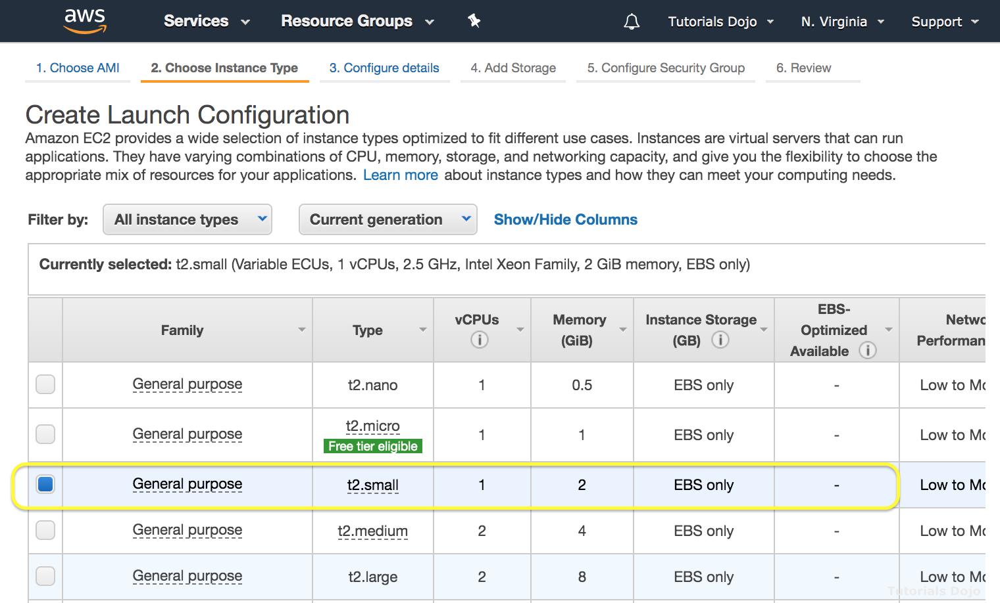 aws Services Resource Groups Tutorials Dojo N. Virginia Support
1. Choose AMI 2. Choose Instance Type 3. Configure details 4. Add Storage 5. Configure Security Group 6. Review
Create Launch Configuration
Amazon EC2 provides a wide selection of instance types optimized to fit different use cases. Instances are virtual servers that can run
applications. They have varying combinations of CPU, memory, storage, and networking capacity, and give you the flexibility to choose the
appropriate mix of resources for your applications. Learn more about instance types and how they can meet your computing needs.
Filter by: All instance types Current generation Show/Hide Columns
Currently selected: t2.small (Variable ECUs, 1 vCPUs, 2.5 GHz, Intel Xeon Family, 2 GiB memory, EBS only)
Family Type vCPUs Memory (GiB) Instance Storage (GB) EBS-Optimized Available Netwo Performan
General purpose t2.nano 1 0.5 EBS only - Low to Mo
General purpose t2.micro 1 1 EBS only - Low to Mo
Free tier eligible
General purpose t2.small 1 2 EBS only - Low to Mo
General purpose t2.medium 2 4 EBS only - Low to Mo
General purpose t2.large 2 8 EBS only - Low to Mo
Tutorials Dojo